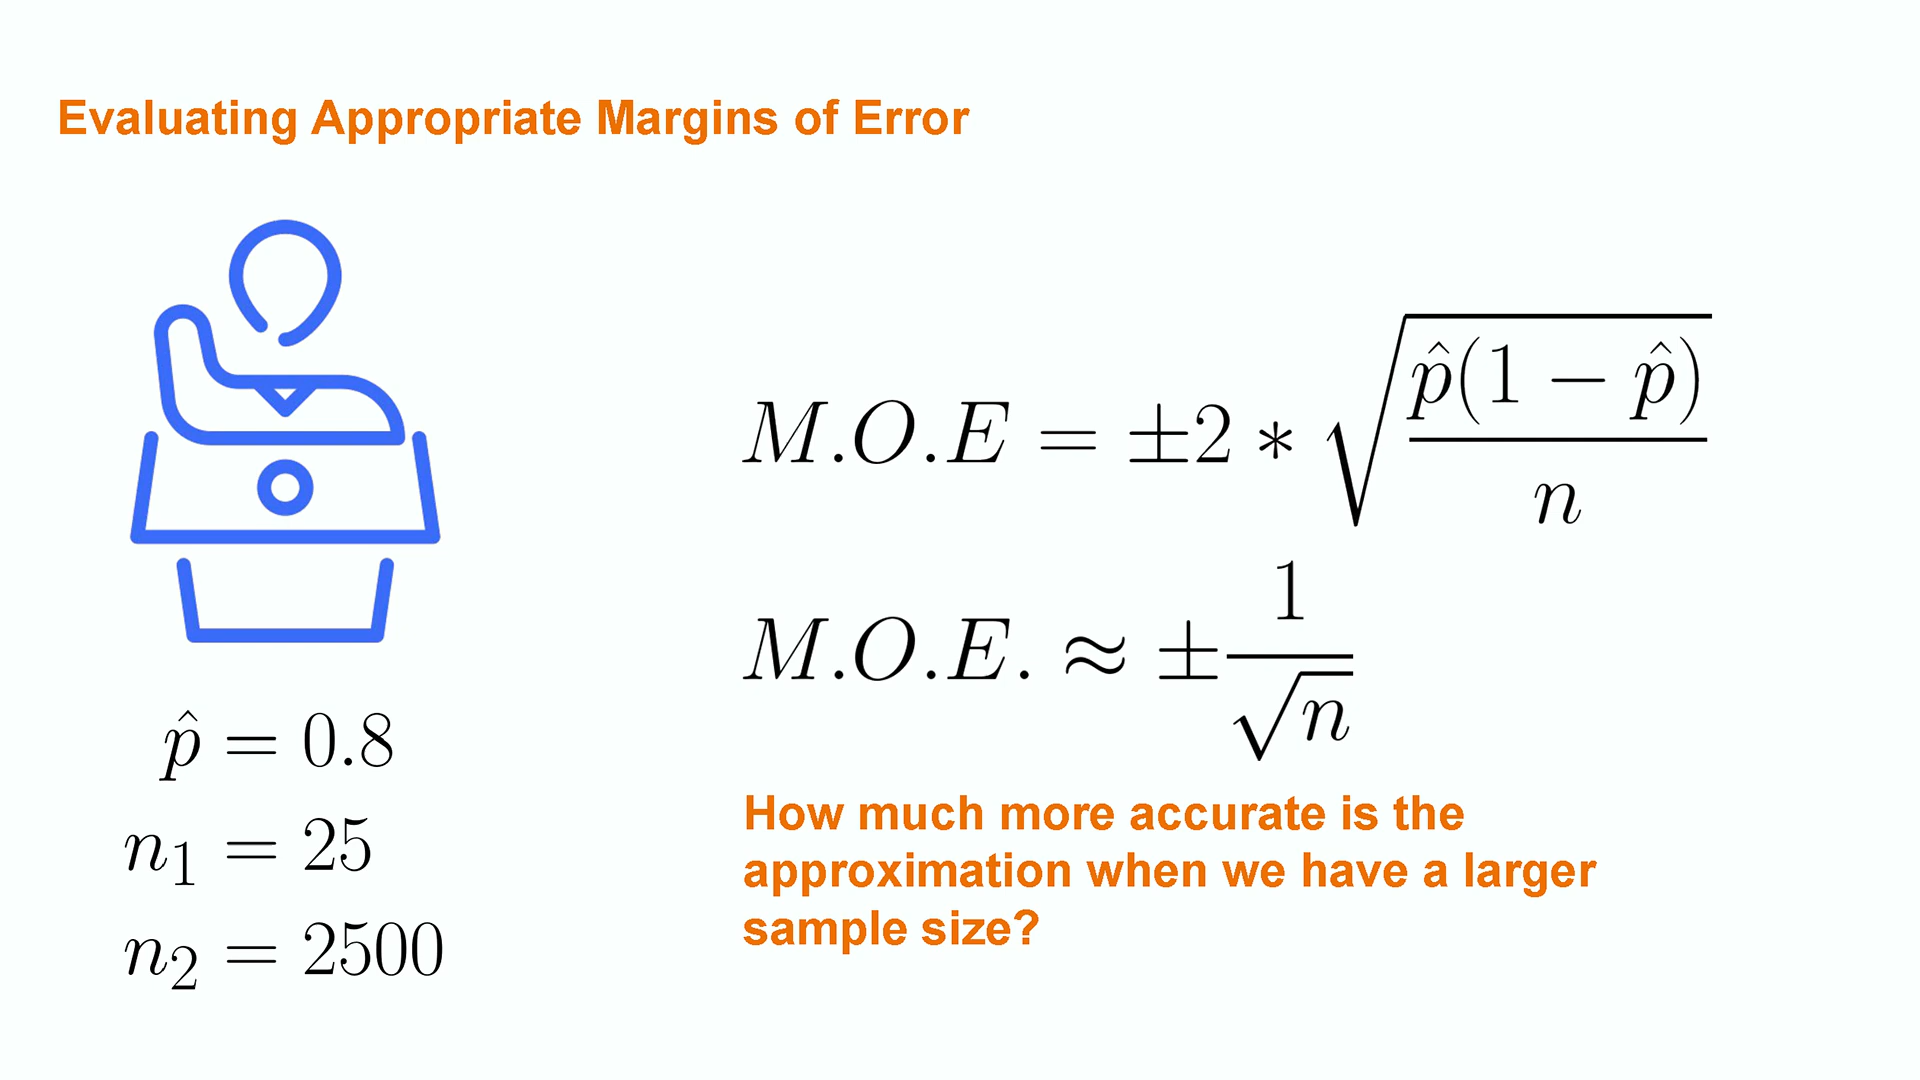 Evaluating Appropriate Margins of Error
M.O.E = ±2 * √(p̂(1 − p̂)/n)
M.O.E. ≈ ±1/√n
p̂ = 0.8
n₁ = 25
n₂ = 2500
How much more accurate is the
approximation when we have a larger
sample size?